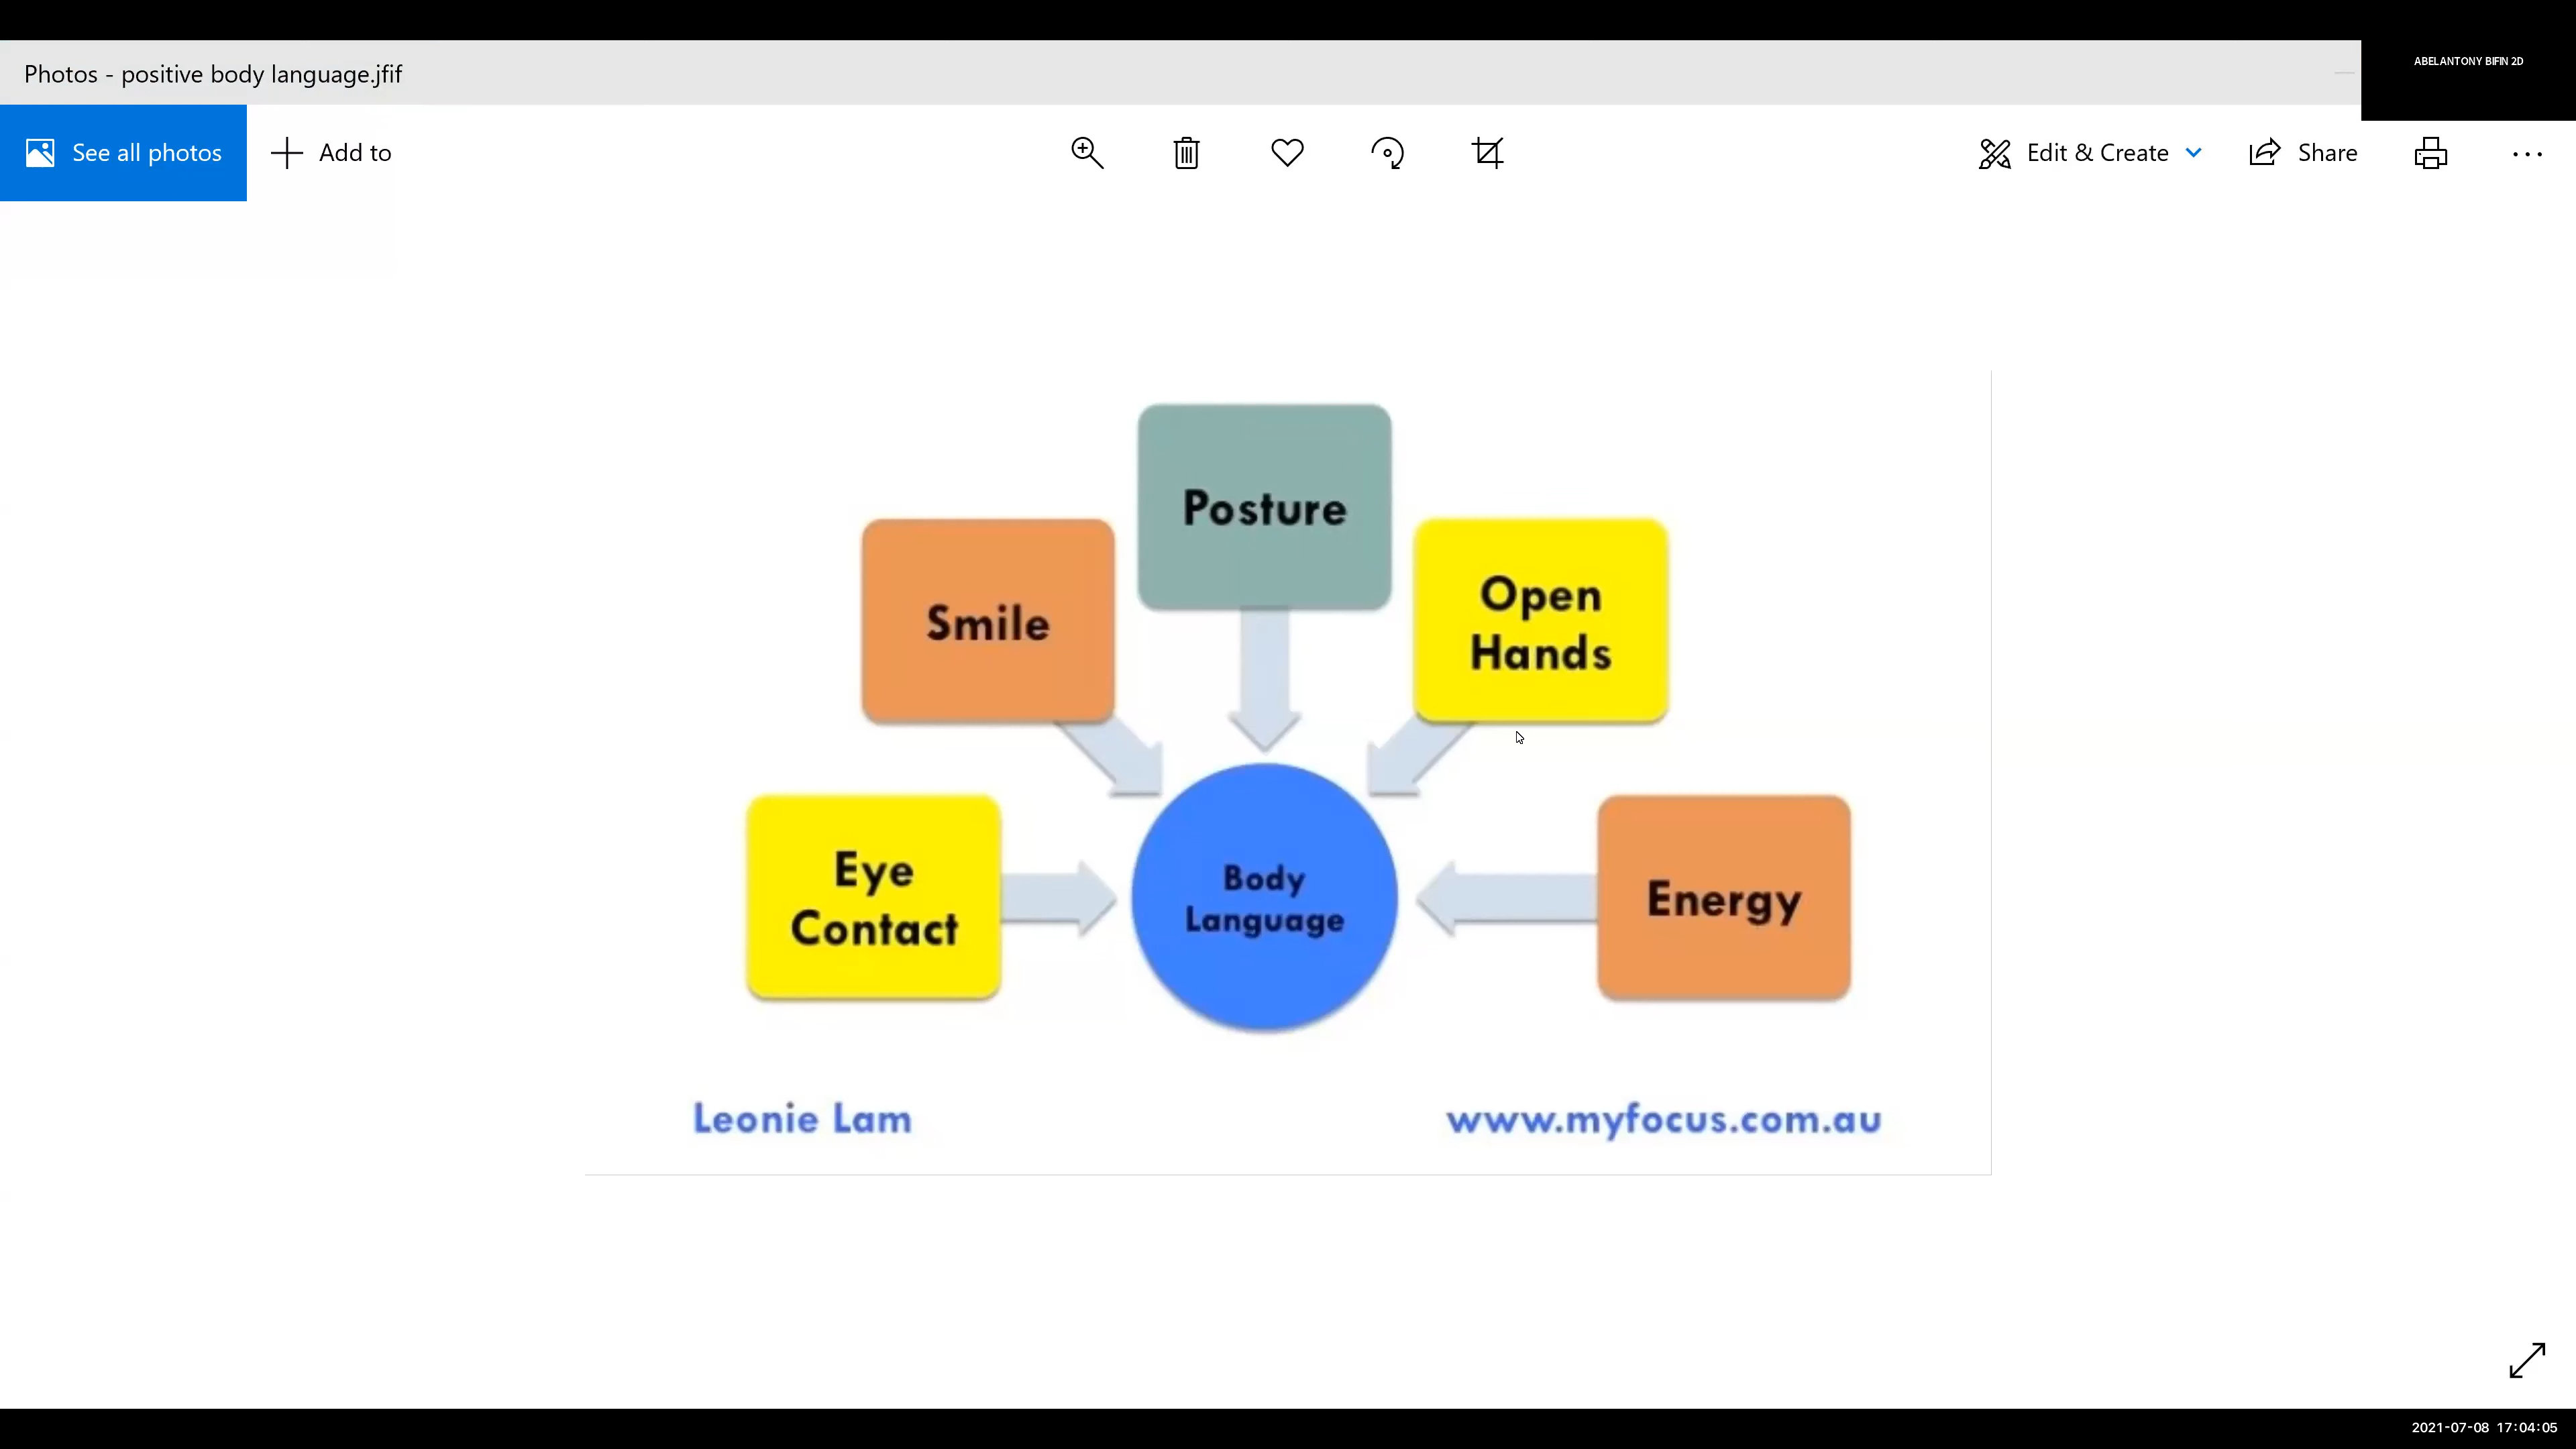 Photos - positive body language.jfif
ABELANTONY BIFIN 2D
See all photos
Add to
Edit & Create
Share
Posture
Smile
Open
Hands
Eye
Contact
Body
Language
Energy
Leonie Lam
www.myfocus.com.au
2021-07-08 17:04:05